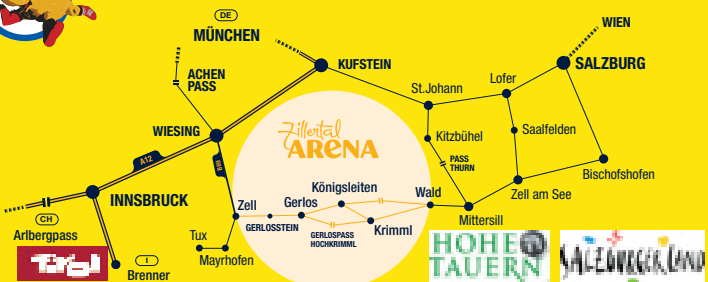 DE
MÜNCHEN
WIEN
KUFSTEIN
SALZBURG
ACHEN
PASS
St.Johann
Lofer
Zillertal
ARENA
WIESING
Kitzbühel
Saalfelden
A12
B169
PASS
THURN
Bischofshofen
INNSBRUCK
Königsleiten
Wald
Zell am See
Zell
Gerlos
CH
Arlbergpass
GERLOSSTEIN
GERLOSPASS
HOCHKRIMML
Krimml
Mittersill
Tux
Mayrhofen
Tirol
I
Brenner
HOHE
TAUERN
SALZBURGERLAND